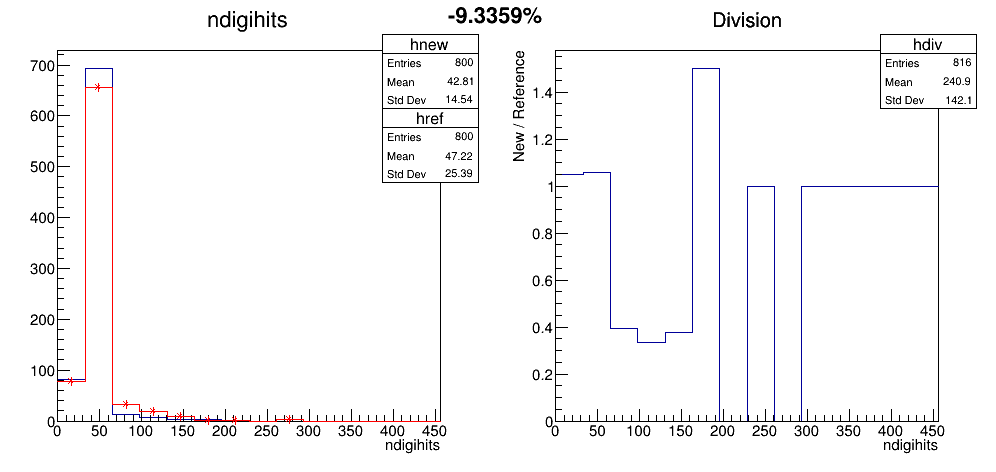 -9.3359%
ndigihits
hnew
Entries 800
Mean 42.81
Std Dev 14.54
href
Entries 800
Mean 47.22
Std Dev 25.39
700
600
500
400
300
200
100
0
0 50 100 150 200 250 300 350 400 450
ndigihits
Division
hdiv
Entries 816
Mean 240.9
Std Dev 142.1
New / Reference
1.4
1.2
1
0.8
0.6
0.4
0.2
0
0 50 100 150 200 250 300 350 400 450
ndigihits